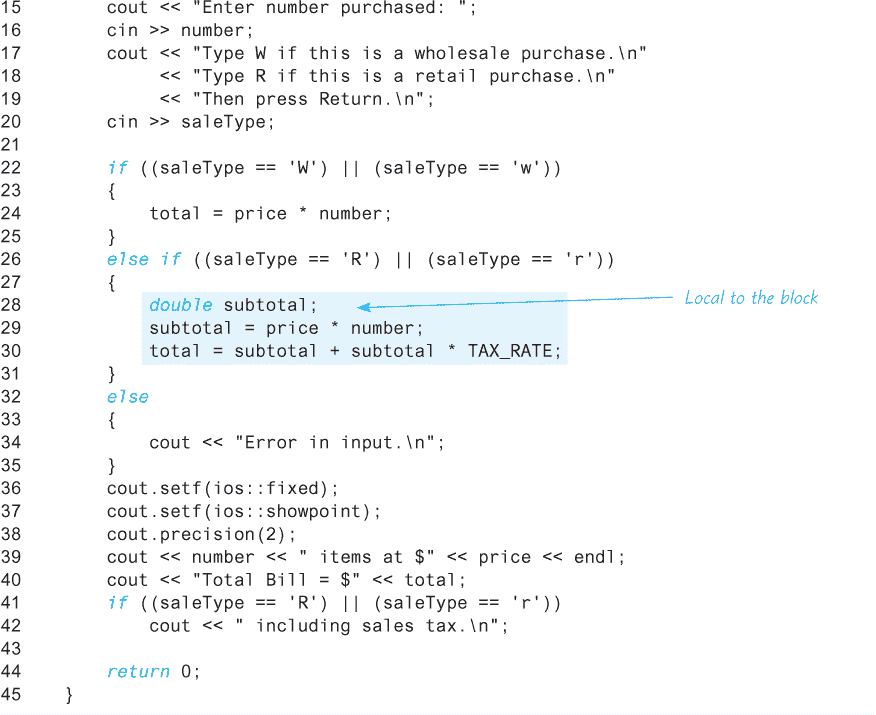 15 cout << "Enter number purchased: ";
16 cin >> number;
17 cout << "Type W if this is a wholesale purchase.\n"
18 << "Type R if this is a retail purchase.\n"
19 << "Then press Return.\n";
20 cin >> saleType;
21
22 if ((saleType == 'W') || (saleType == 'w'))
23 {
24 total = price * number;
25 }
26 else if ((saleType == 'R') || (saleType == 'r'))
27 {
28 double subtotal; Local to the block
29 subtotal = price * number;
30 total = subtotal + subtotal * TAX_RATE;
31 }
32 else
33 {
34 cout << "Error in input.\n";
35 }
36 cout.setf(ios::fixed);
37 cout.setf(ios::showpoint);
38 cout.precision(2);
39 cout << number << " items at $" << price << endl;
40 cout << "Total Bill = $" << total;
41 if ((saleType == 'R') || (saleType == 'r'))
42 cout << " including sales tax.\n";
43
44 return 0;
45 }